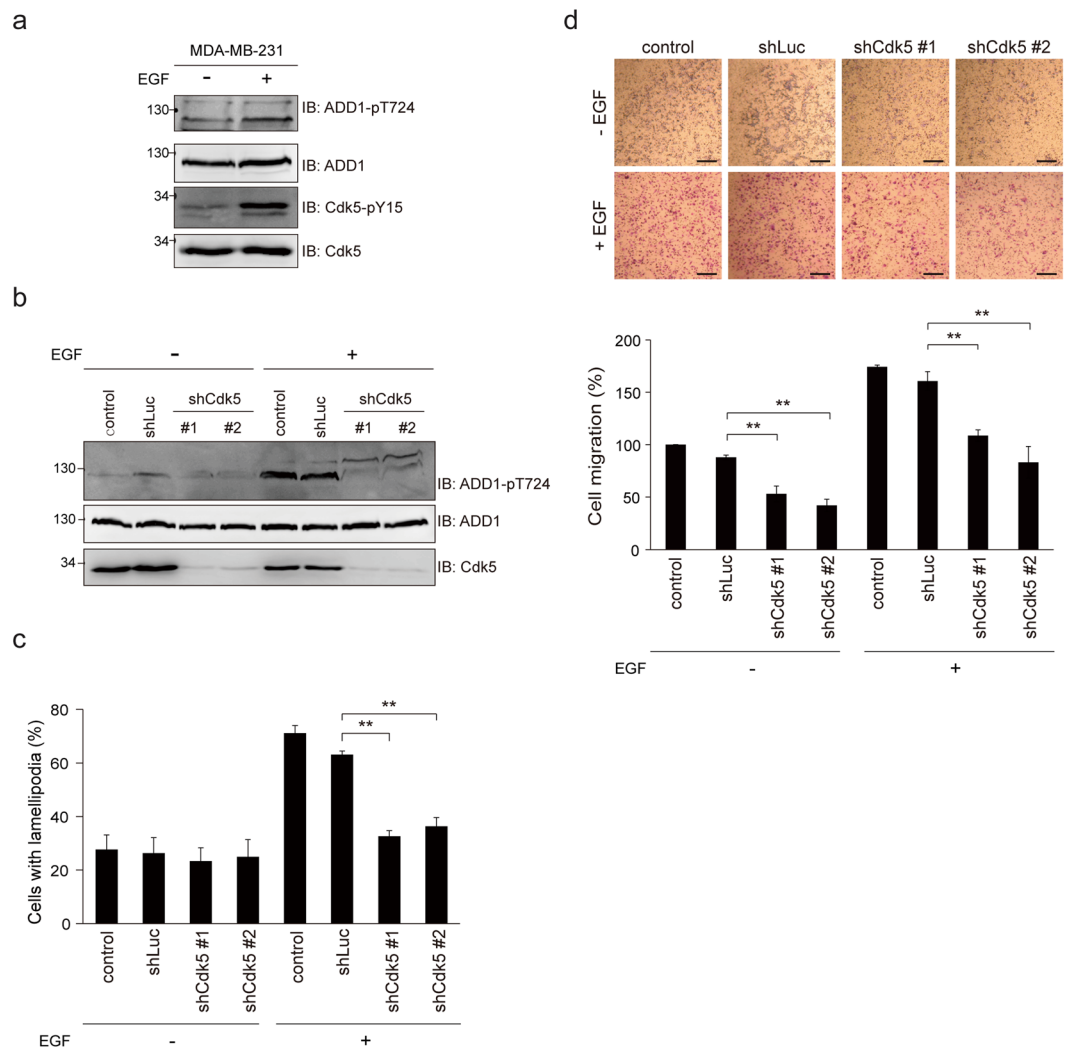 a
MDA-MB-231
EGF - +
130 IB: ADD1-pT724
130 IB: ADD1
34 IB: Cdk5-pY15
34 IB: Cdk5
b
EGF - +
control shLuc shCdk5 control shLuc shCdk5
#1 #2 #1 #2
130 IB: ADD1-pT724
130 IB: ADD1
34 IB: Cdk5
c
Cells with lamellipodia (%)
80
60
40
20
0
** **
control shLuc shCdk5 #1 shCdk5 #2 control shLuc shCdk5 #1 shCdk5 #2
EGF - +
d
control shLuc shCdk5 #1 shCdk5 #2
- EGF
+ EGF
Cell migration (%)
200
150
100
50
0
** ** ** **
control shLuc shCdk5 #1 shCdk5 #2 control shLuc shCdk5 #1 shCdk5 #2
EGF - +